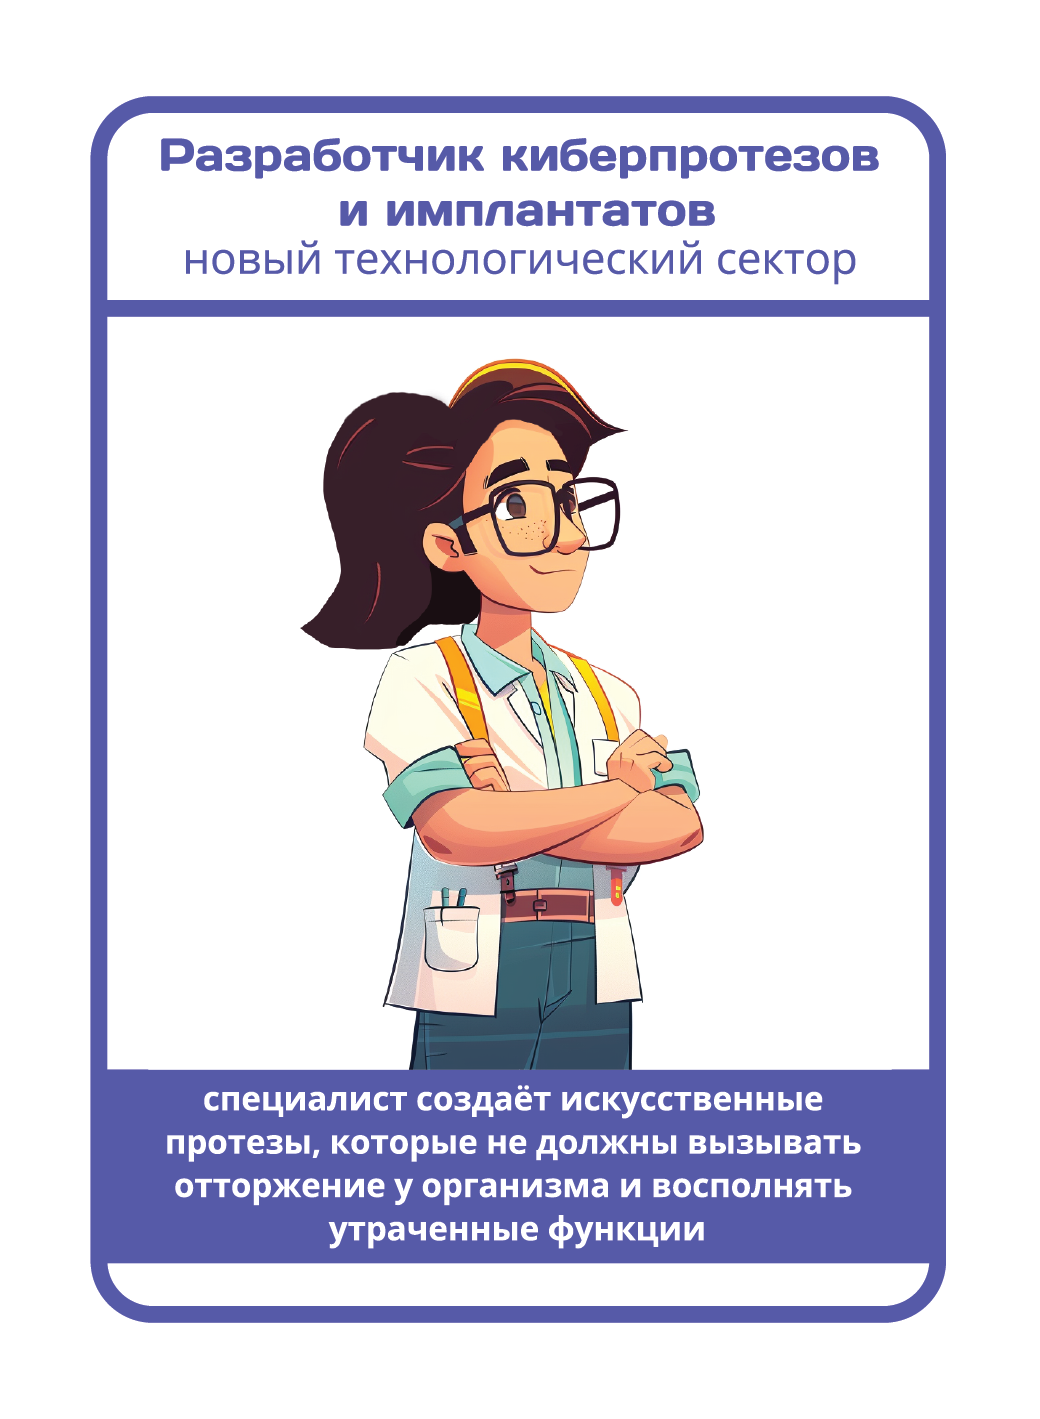 Разработчик киберпротезов
и имплантатов
новый технологический сектор
специалист создаёт искусственные
протезы, которые не должны вызывать
отторжение у организма и восполнять
утраченные функции